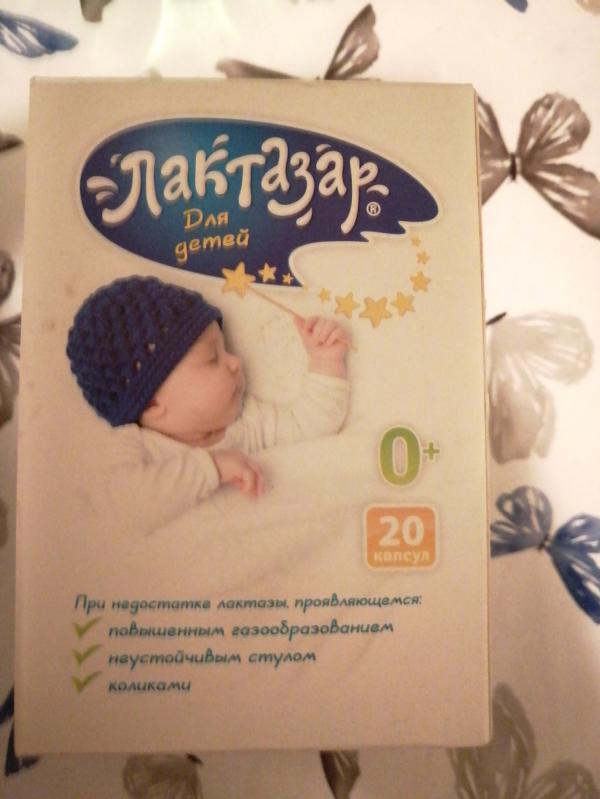 Лактазар
®
Для
детей
0+
20
капсул
При недостатке лактазы, проявляющемся:
повышенным газообразованием
неустойчивым стулом
коликами